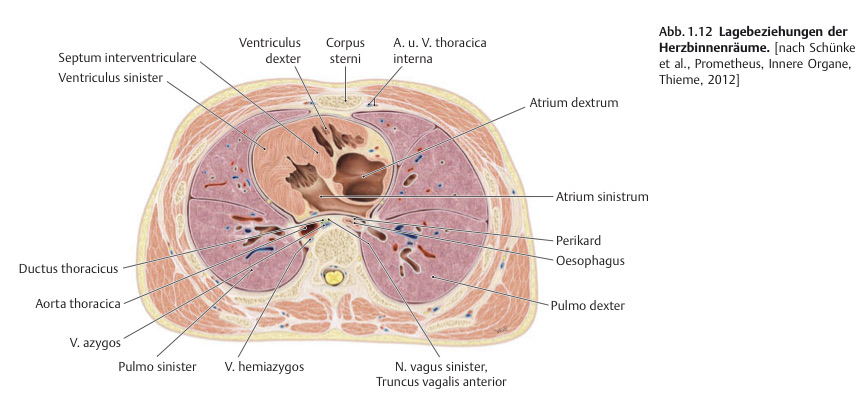 Abb. 1.12 Lagebeziehungen der
Herzbinnenräume. [nach Schünke
et al., Prometheus, Innere Organe,
Thieme, 2012]
Ventriculus
dexter
Corpus
sterni
A. u. V. thoracica
interna
Septum interventriculare
Ventriculus sinister
Atrium dextrum
Atrium sinistrum
Perikard
Oesophagus
Ductus thoracicus
Aorta thoracica
Pulmo dexter
V. azygos
Pulmo sinister
V. hemiazygos
N. vagus sinister,
Truncus vagalis anterior